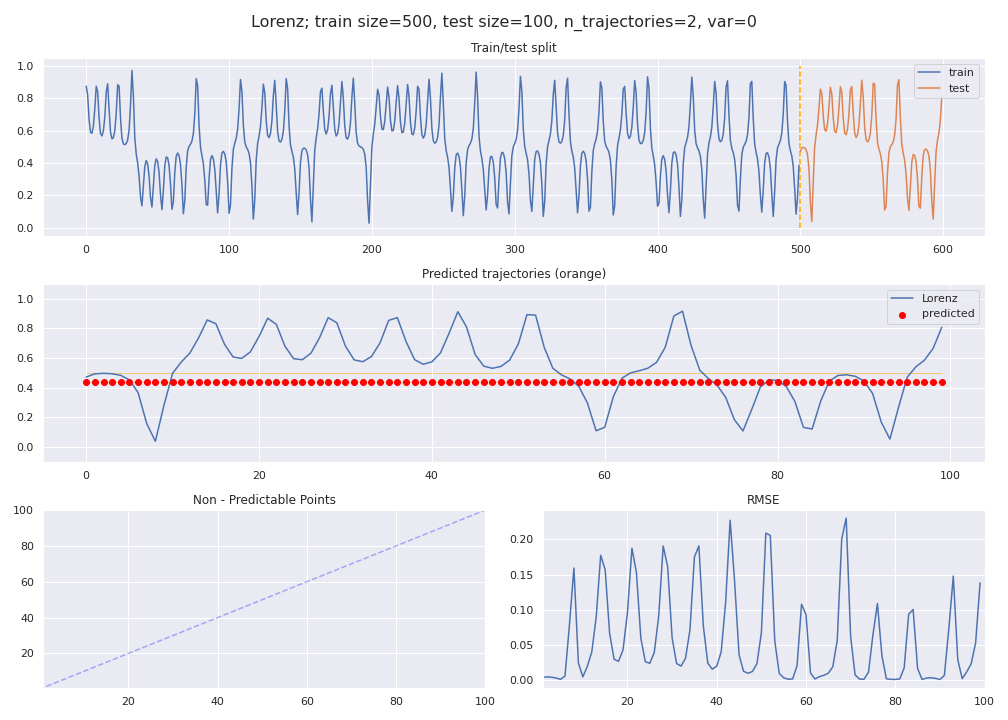 Lorenz; train size=500, test size=100, n_trajectories=2, var=0
Train/test split
1.0
0.8
0.6
0.4
0.2
0.0
train
test
0 100 200 300 400 500 600
Predicted trajectories (orange)
1.0
0.8
0.6
0.4
0.2
0.0
Lorenz
predicted
0 20 40 60 80 100
Non - Predictable Points
100
80
60
40
20
20 40 60 80 100
RMSE
0.20
0.15
0.10
0.05
0.00
20 40 60 80 100